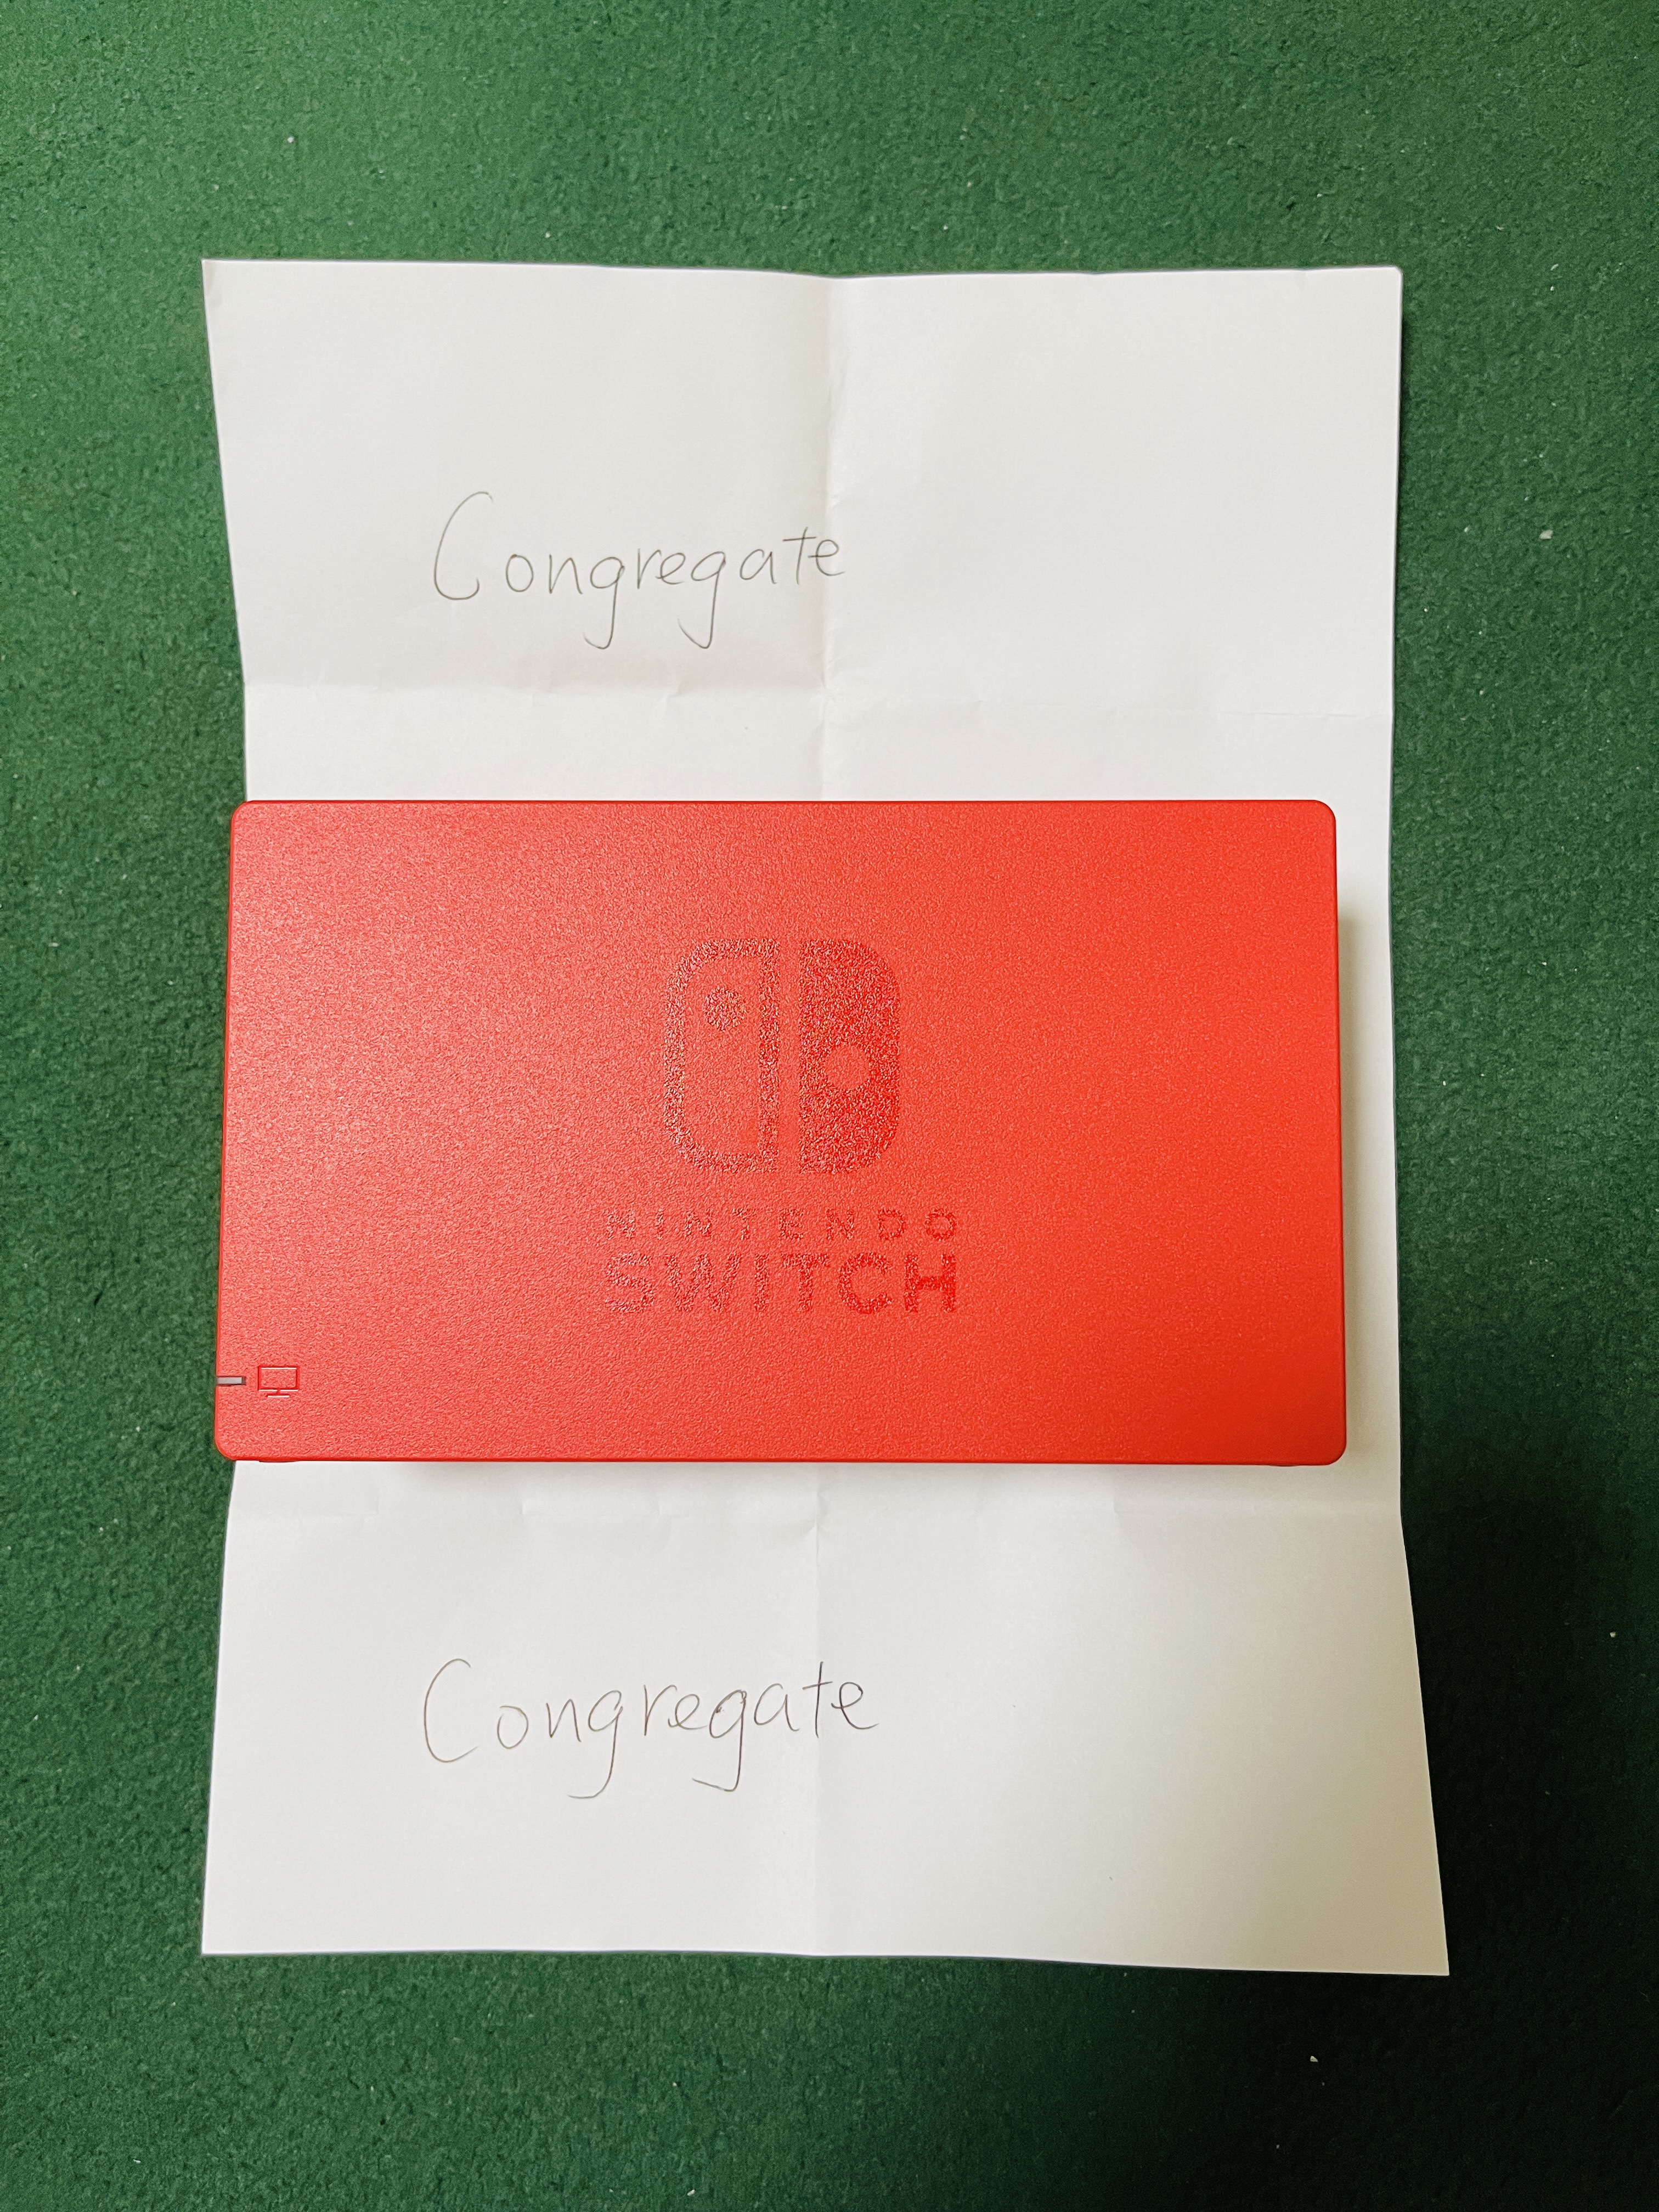 Congregate
NINTENDO
SWITCH
Congregate